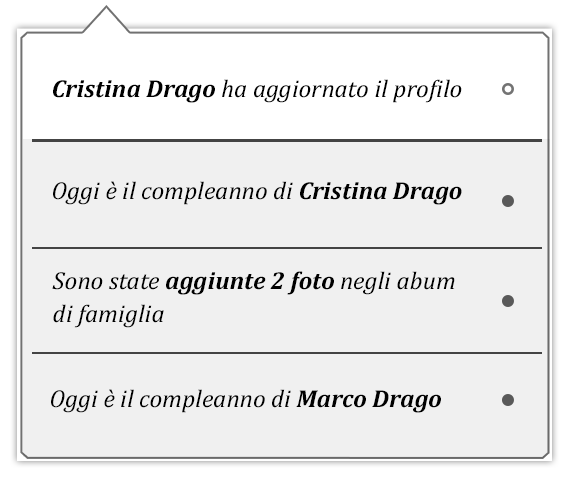 Cristina Drago ha aggiornato il profilo
Oggi è il compleanno di Cristina Drago
Sono state aggiunte 2 foto negli abum
di famiglia
Oggi è il compleanno di Marco Drago